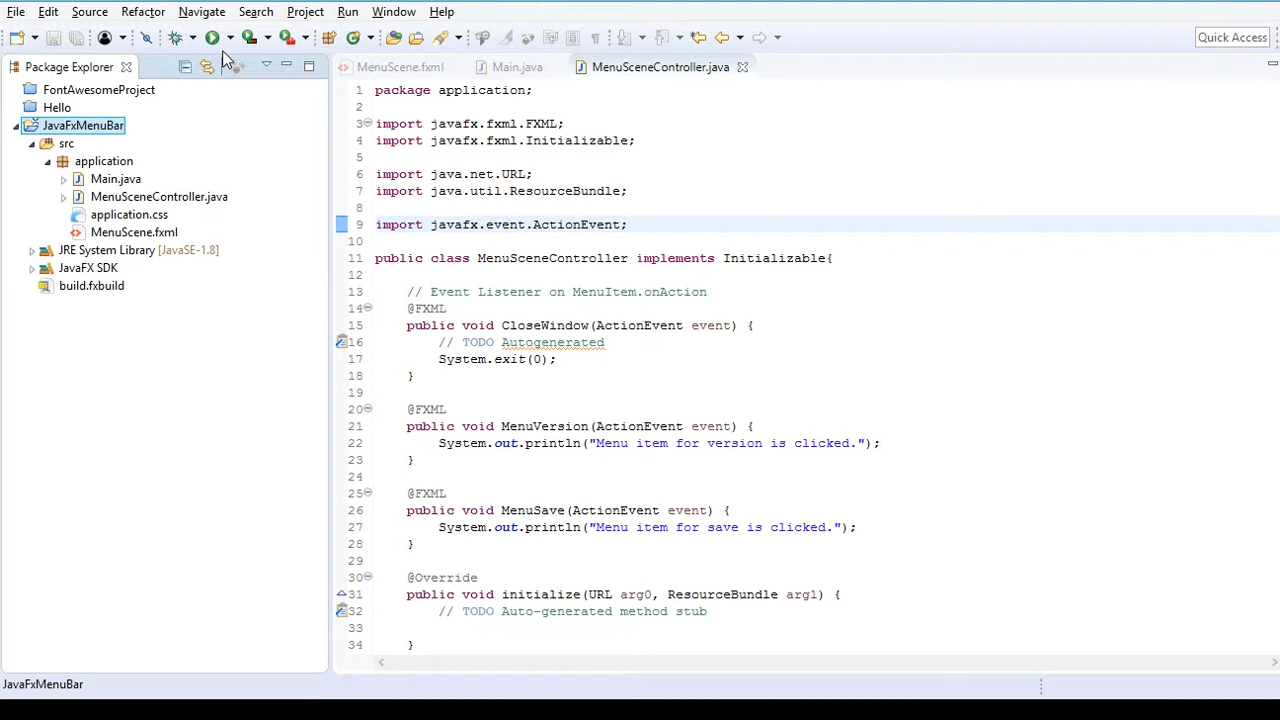 File Edit Source Refactor Navigate Search Project Run Window Help
Quick Access
Package Explorer
FontAwesomeProject
Hello
JavaFxMenuBar
src
application
Main.java
MenuSceneController.java
application.css
MenuScene.fxml
JRE System Library [JavaSE-1.8]
JavaFX SDK
build.fxbuild
MenuScene.fxml Main.java MenuSceneController.java
1 package application;
2
3 import javafx.fxml.FXML;
4 import javafx.fxml.Initializable;
5
6 import java.net.URL;
7 import java.util.ResourceBundle;
8
9 import javafx.event.ActionEvent;
10
11 public class MenuSceneController implements Initializable{
12
13 // Event Listener on MenuItem.onAction
14 @FXML
15 public void CloseWindow(ActionEvent event) {
16 // TODO Autogenerated
17 System.exit(0);
18 }
19
20 @FXML
21 public void MenuVersion(ActionEvent event) {
22 System.out.println("Menu item for version is clicked.");
23 }
24
25 @FXML
26 public void MenuSave(ActionEvent event) {
27 System.out.println("Menu item for save is clicked.");
28 }
29
30 @Override
31 public void initialize(URL arg0, ResourceBundle arg1) {
32 // TODO Auto-generated method stub
33
34 }
JavaFxMenuBar